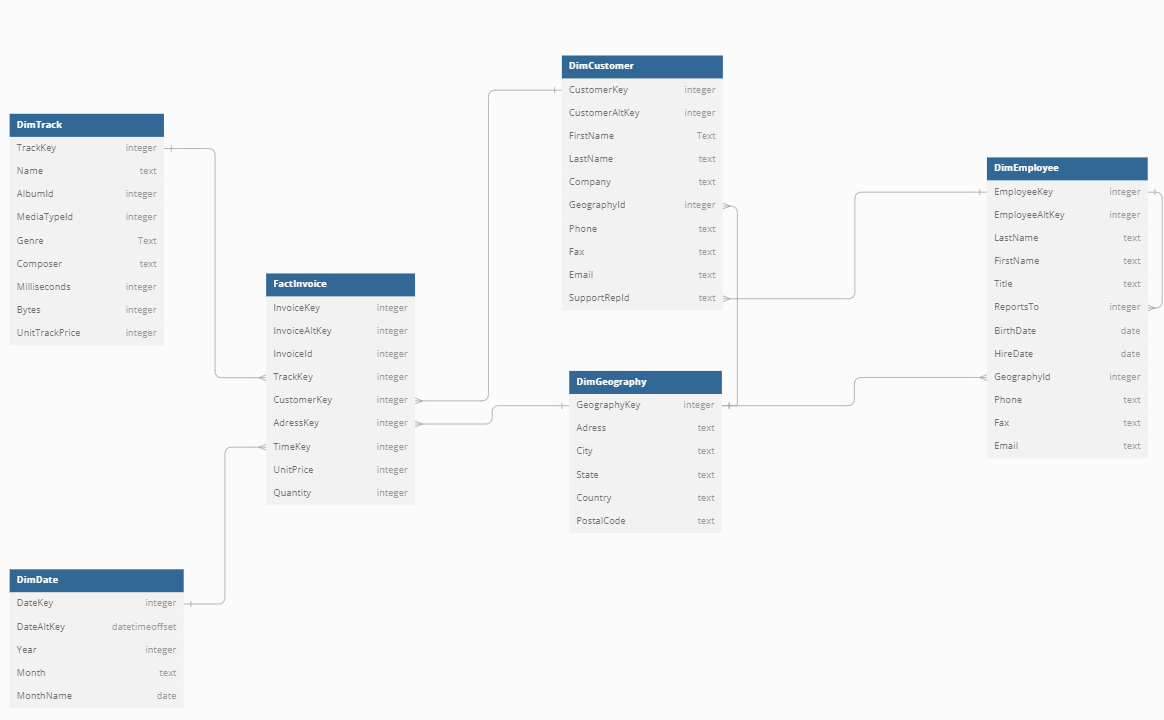 DimTrack
TrackKey integer
Name text
AlbumId integer
MediaTypeId integer
Genre Text
Composer text
Milliseconds integer
Bytes integer
UnitTrackPrice integer
DimDate
DateKey integer
DateAltKey datetimeoffset
Year integer
Month text
MonthName date
FactInvoice
InvoiceKey integer
InvoiceAltKey integer
InvoiceId integer
TrackKey integer
CustomerKey integer
AdressKey integer
TimeKey integer
UnitPrice integer
Quantity integer
DimCustomer
CustomerKey integer
CustomerAltKey integer
FirstName Text
LastName text
Company text
GeographyId integer
Phone text
Fax text
Email text
SupportRepId text
DimGeography
GeographyKey integer
Adress text
City text
State text
Country text
PostalCode text
DimEmployee
EmployeeKey integer
EmployeeAltKey integer
LastName text
FirstName text
Title text
ReportsTo integer
BirthDate date
HireDate date
GeographyId integer
Phone text
Fax text
Email text